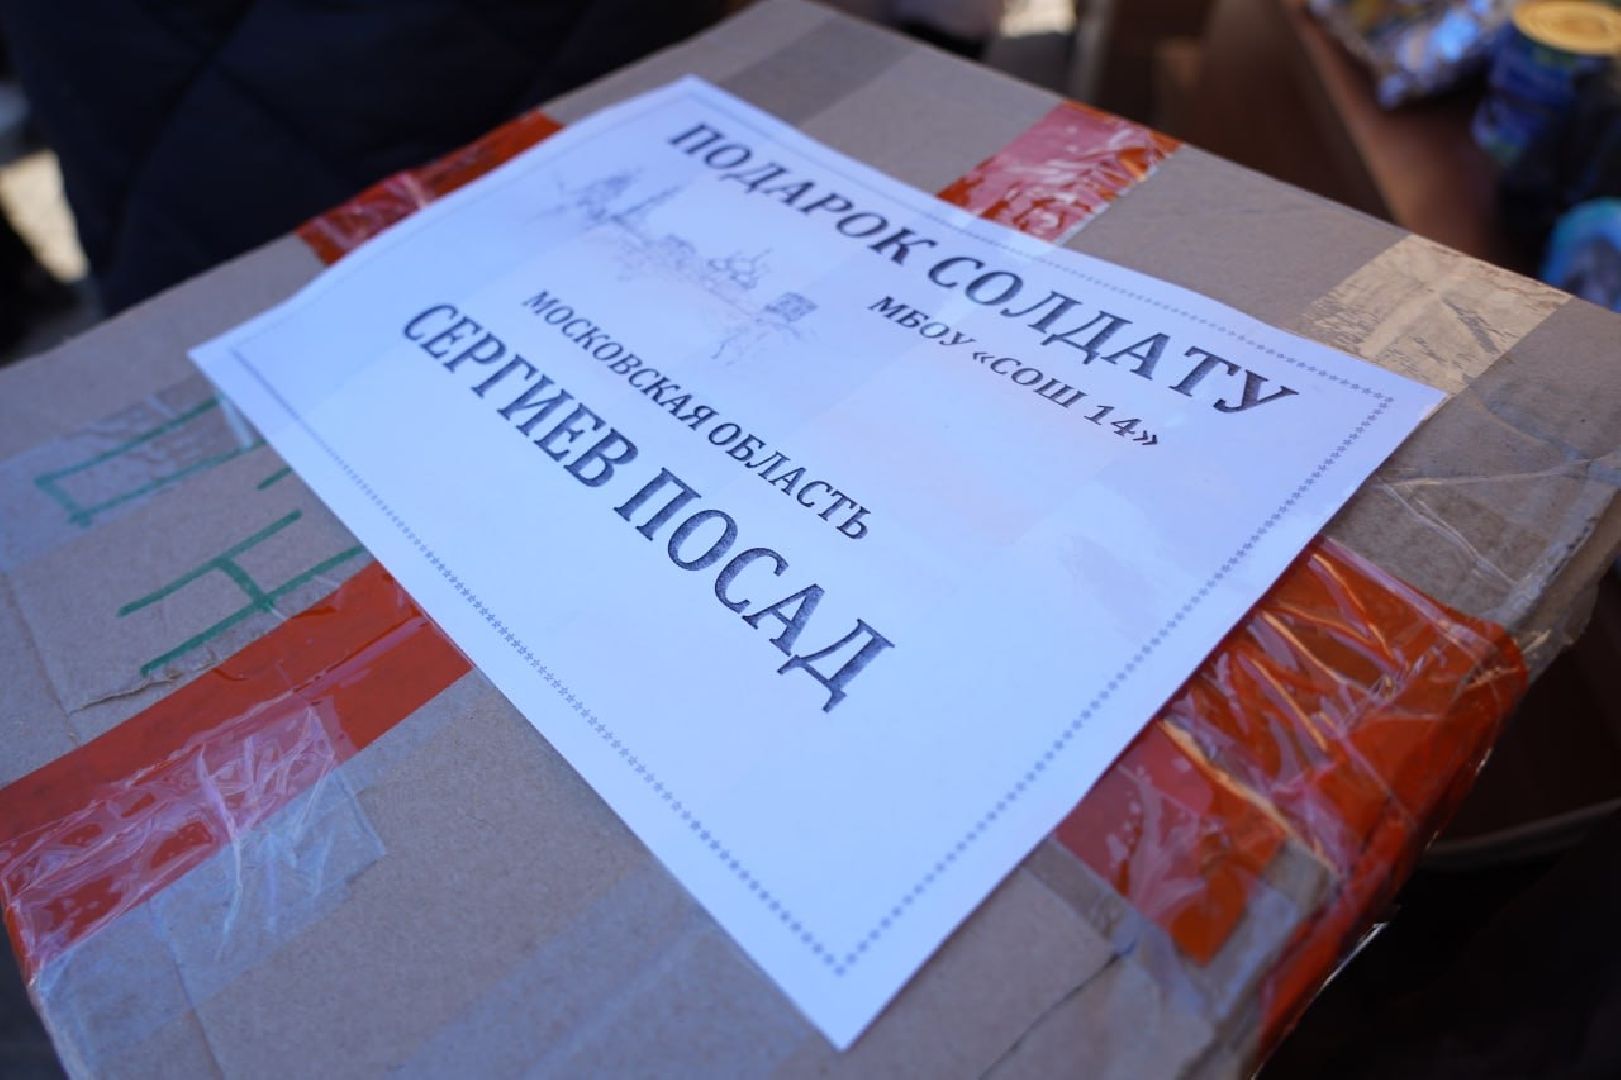 ПОДАРОК СОЛДАТУ
МБОУ «СОШ 14»
МОСКОВСКАЯ ОБЛАСТЬ
СЕРГИЕВ ПОСАД